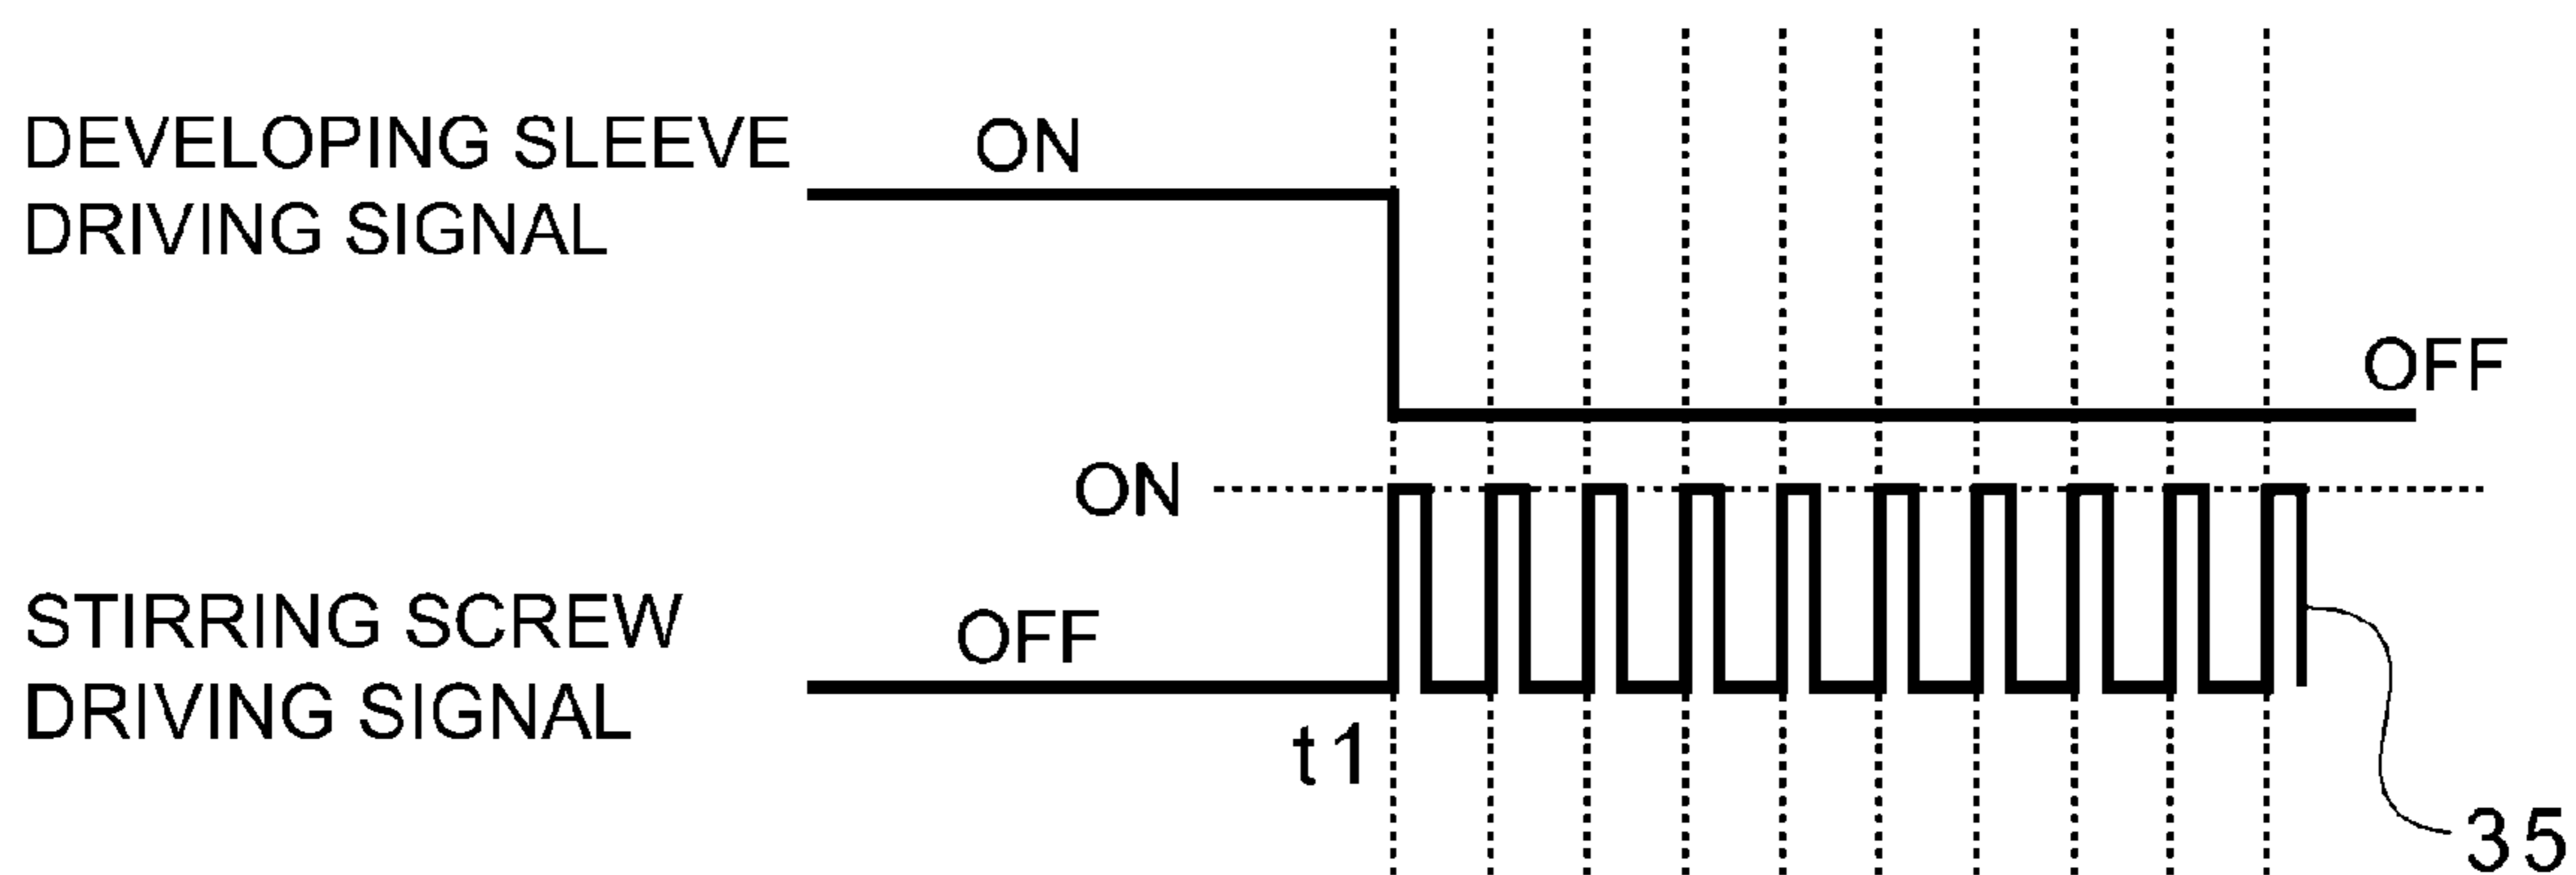 DEVELOPING SLEEVE
DRIVING SIGNAL
ON
OFF
ON
STIRRING SCREW
DRIVING SIGNAL
OFF
t1
35